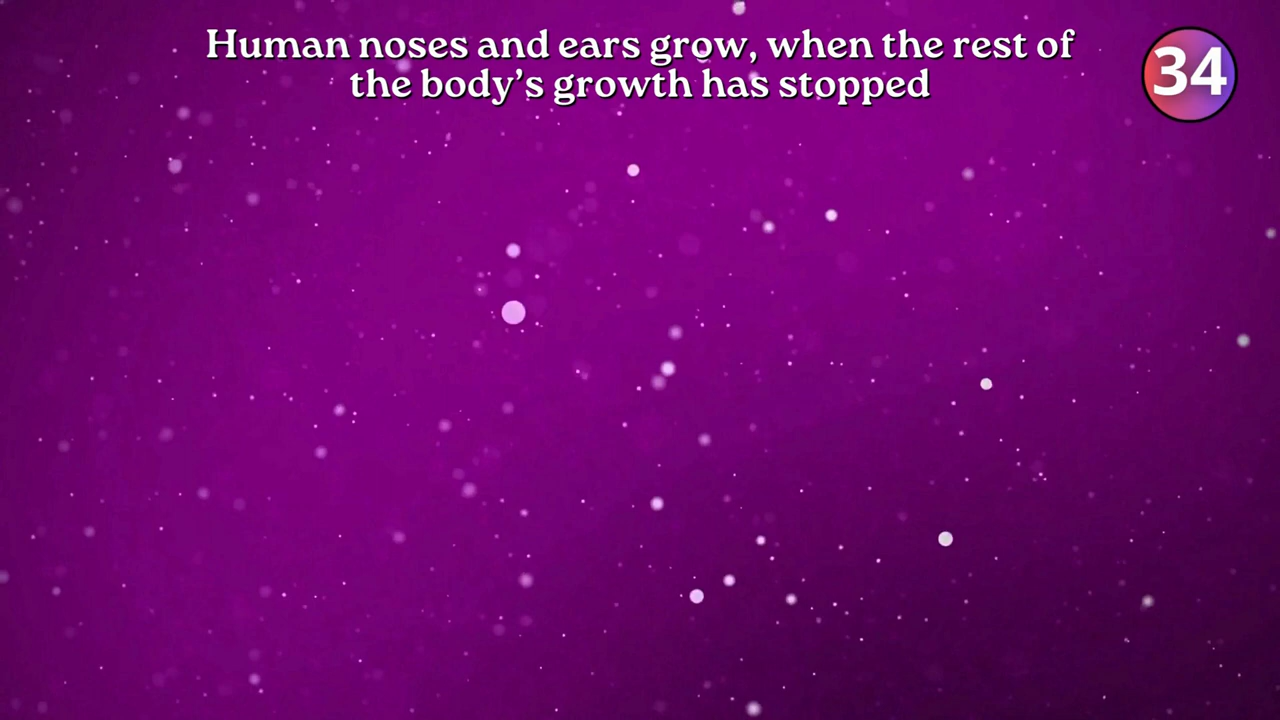 Human noses and ears grow, when the rest of
the body’s growth has stopped
34